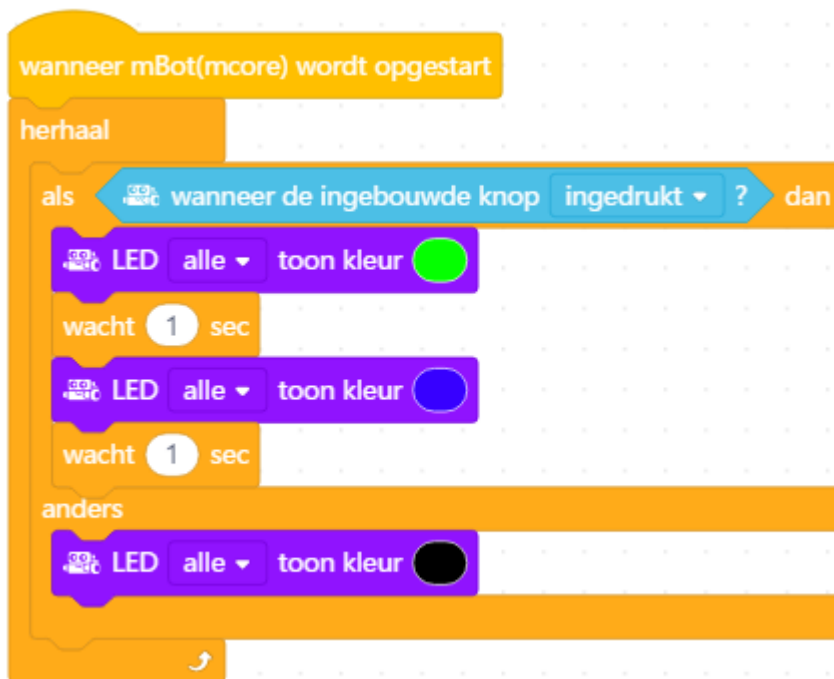 wanneer mBot(mcore) wordt opgestart
herhaal
als wanneer de ingebouwde knop ingedrukt ? dan
LED alle toon kleur
wacht 1 sec
LED alle toon kleur
wacht 1 sec
anders
LED alle toon kleur